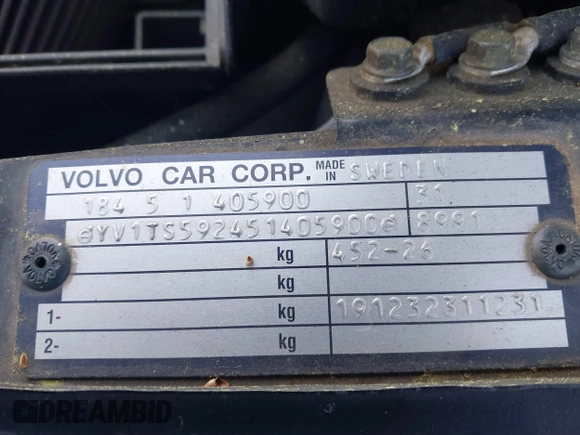 VOLVO CAR CORP. MADE IN SWEDEN
184 5 1 405900 31
YV1TS592451405900 8991
kg 452-26
kg
1- kg 191232311231
2- kg
DREAMBID